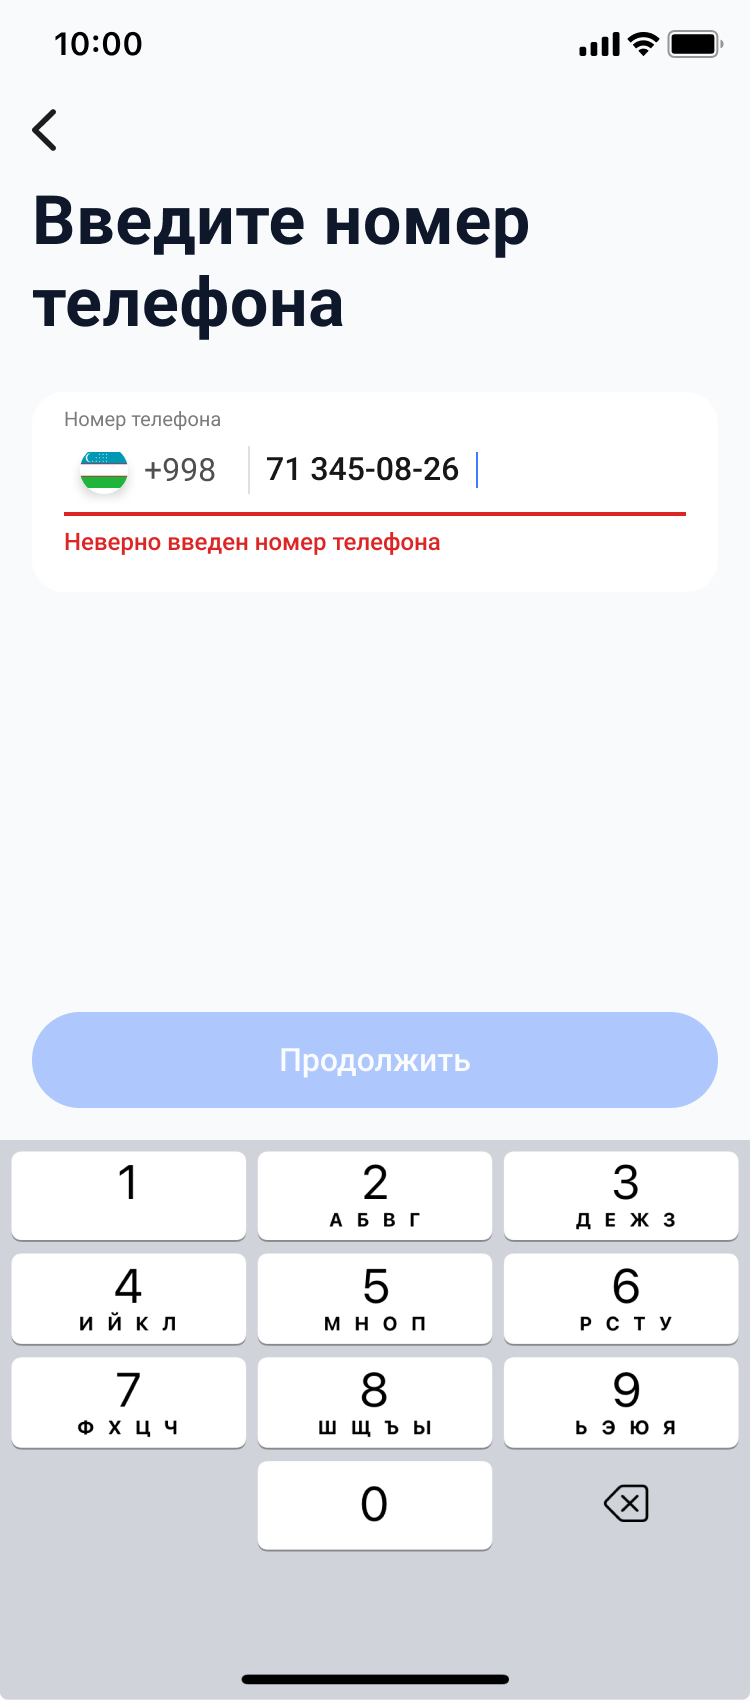 10:00
Введите номер
телефона
Номер телефона
+998 71 345-08-26
Неверно введен номер телефона
Продолжить
1 2 3
А Б В Г Д Е Ж З
4 5 6
И Й К Л М Н О П Р С Т У
7 8 9
Ф Х Ц Ч Ш Щ Ъ Ы Ь Э Ю Я
0